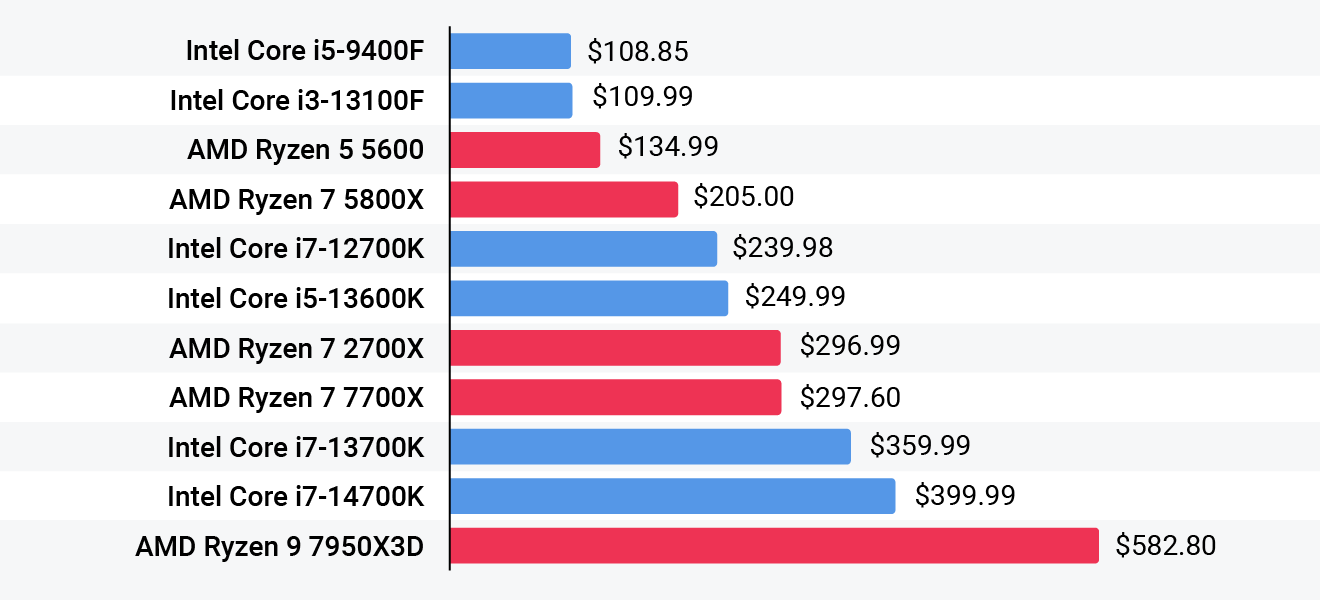 Intel Core i5-9400F $108.85
Intel Core i3-13100F $109.99
AMD Ryzen 5 5600 $134.99
AMD Ryzen 7 5800X $205.00
Intel Core i7-12700K $239.98
Intel Core i5-13600K $249.99
AMD Ryzen 7 2700X $296.99
AMD Ryzen 7 7700X $297.60
Intel Core i7-13700K $359.99
Intel Core i7-14700K $399.99
AMD Ryzen 9 7950X3D $582.80